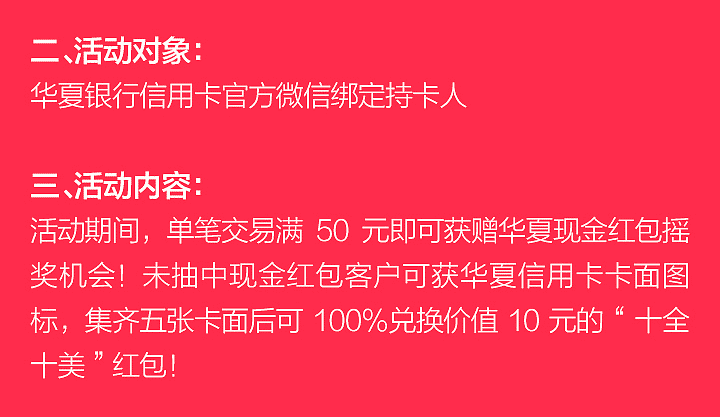 二、活动对象：
华夏银行信用卡官方微信绑定持卡人
三、活动内容：
活动期间，单笔交易满 50 元即可获赠华夏现金红包摇
奖机会！未抽中现金红包客户可获华夏信用卡卡面图
标，集齐五张卡面后可 100%兑换价值 10 元的 “ 十全
十美 ” 红包！